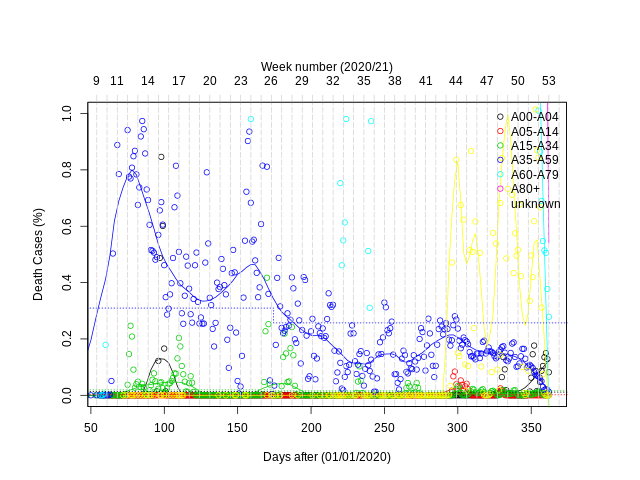 Week number (2020/21)
9 11 14 17 20 23 26 29 32 35 38 41 44 47 50 53
1.0
0.8
0.6
0.4
0.2
0.0
Death Cases (%)
A00-A04
A05-A14
A15-A34
A35-A59
A60-A79
A80+
unknown
50 100 150 200 250 300 350
Days after (01/01/2020)